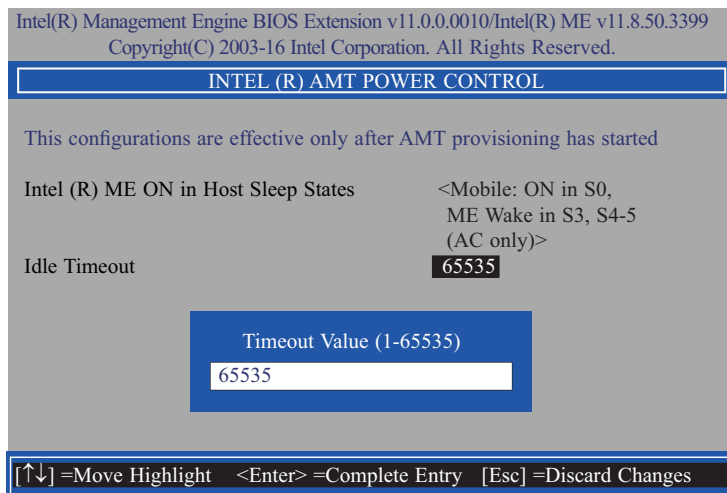 Intel(R) Management Engine BIOS Extension v11.0.0.0010/Intel(R) ME v11.8.50.3399
Copyright(C) 2003-16 Intel Corporation. All Rights Reserved.
INTEL (R) AMT POWER CONTROL
This configurations are effective only after AMT provisioning has started
Intel (R) ME ON in Host Sleep States <Mobile: ON in S0,
ME Wake in S3, S4-5
(AC only)>
Idle Timeout 65535
Timeout Value (1-65535)
65535
[↑↓] =Move Highlight <Enter> =Complete Entry [Esc] =Discard Changes